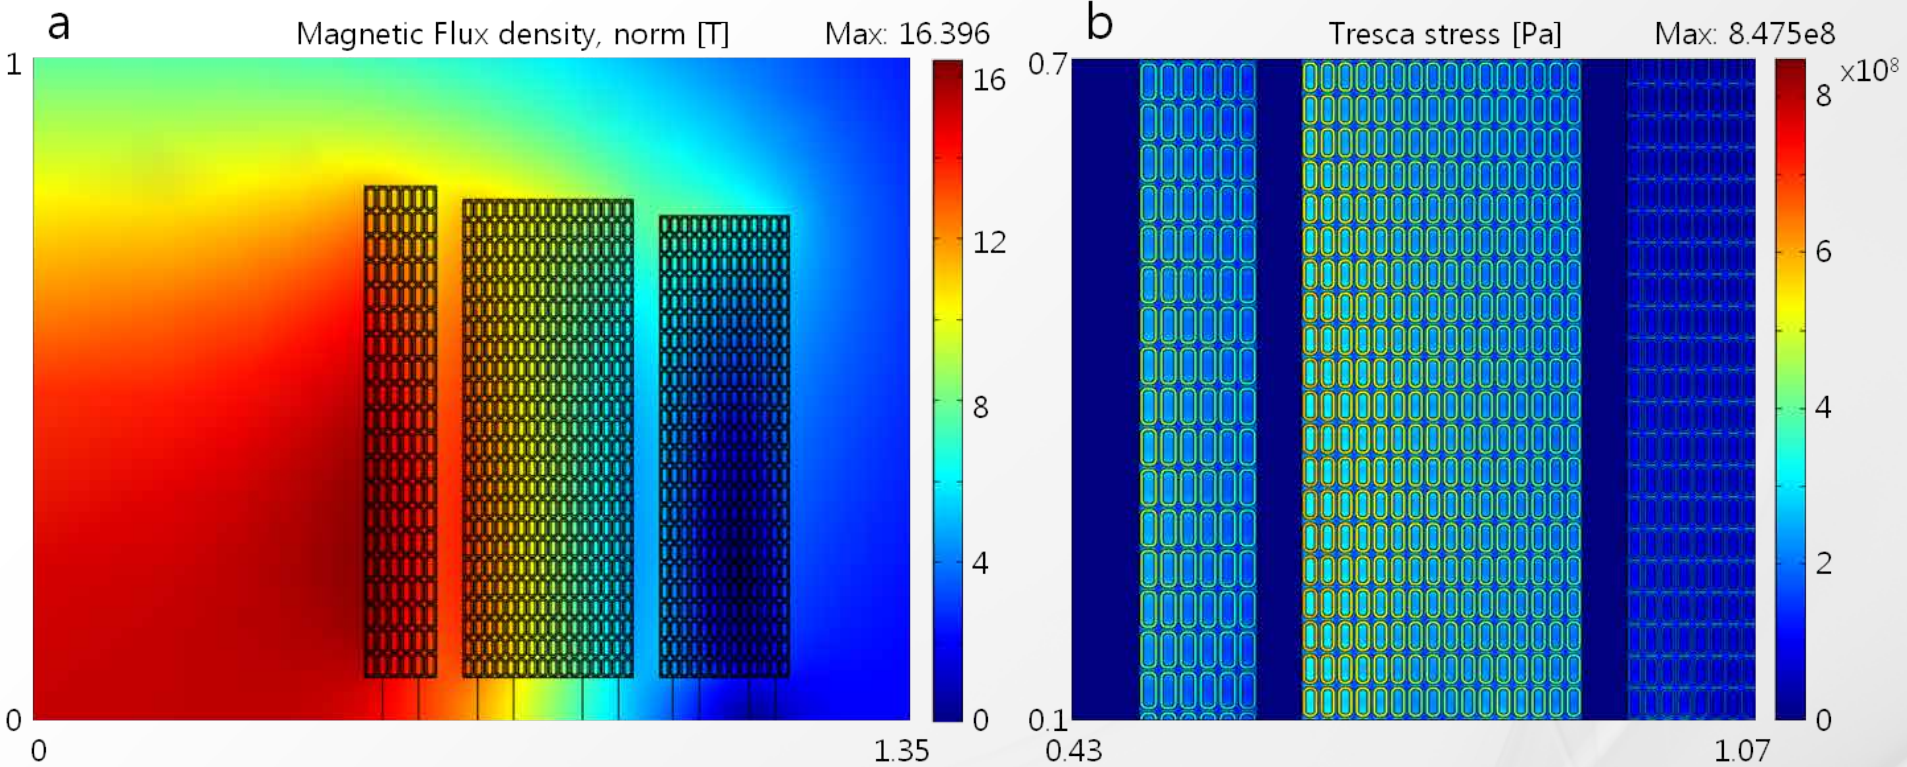 a
Magnetic Flux density, norm [T]
Max: 16.396
1
0
0
1.35
16
12
8
4
0
b
Tresca stress [Pa]
Max: 8.475e8
0.7
0.1
0.43
1.07
x10⁸
8
6
4
2
0